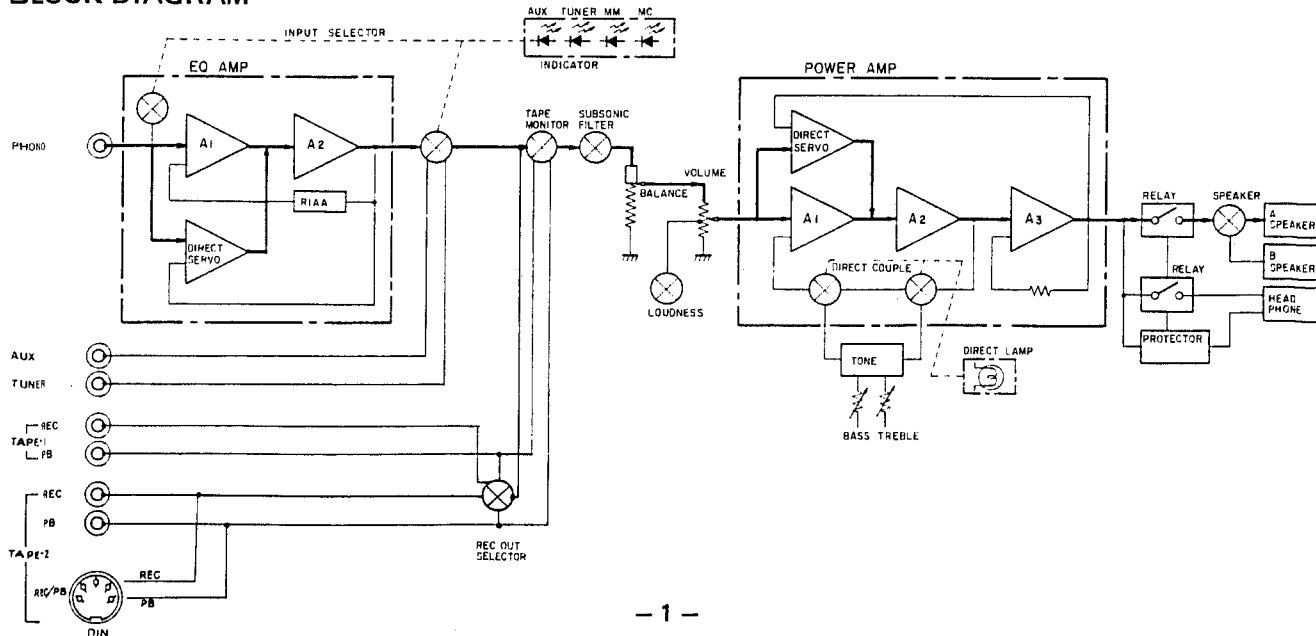 BLOCK DIAGRAM
AUX TUNER MM MC
INPUT SELECTOR
INDICATOR
EQ AMP
POWER AMP
PHONO
A1
A2
RIAA
DIRECT
SERVO
TAPE
MONITOR
SUBSONIC
FILTER
BALANCE
VOLUME
LOUDNESS
DIRECT
SERVO
A1
A2
A3
DIRECT COUPLE
TONE
BASS TREBLE
DIRECT LAMP
RELAY
SPEAKER
A
SPEAKER
B
SPEAKER
RELAY
HEAD
PHONE
PROTECTOR
AUX
TUNER
REC
TAPE-1
PB
REC
PB
TAPE-2
REC/PB
REC
PB
DIN
REC OUT
SELECTOR
– 1 –